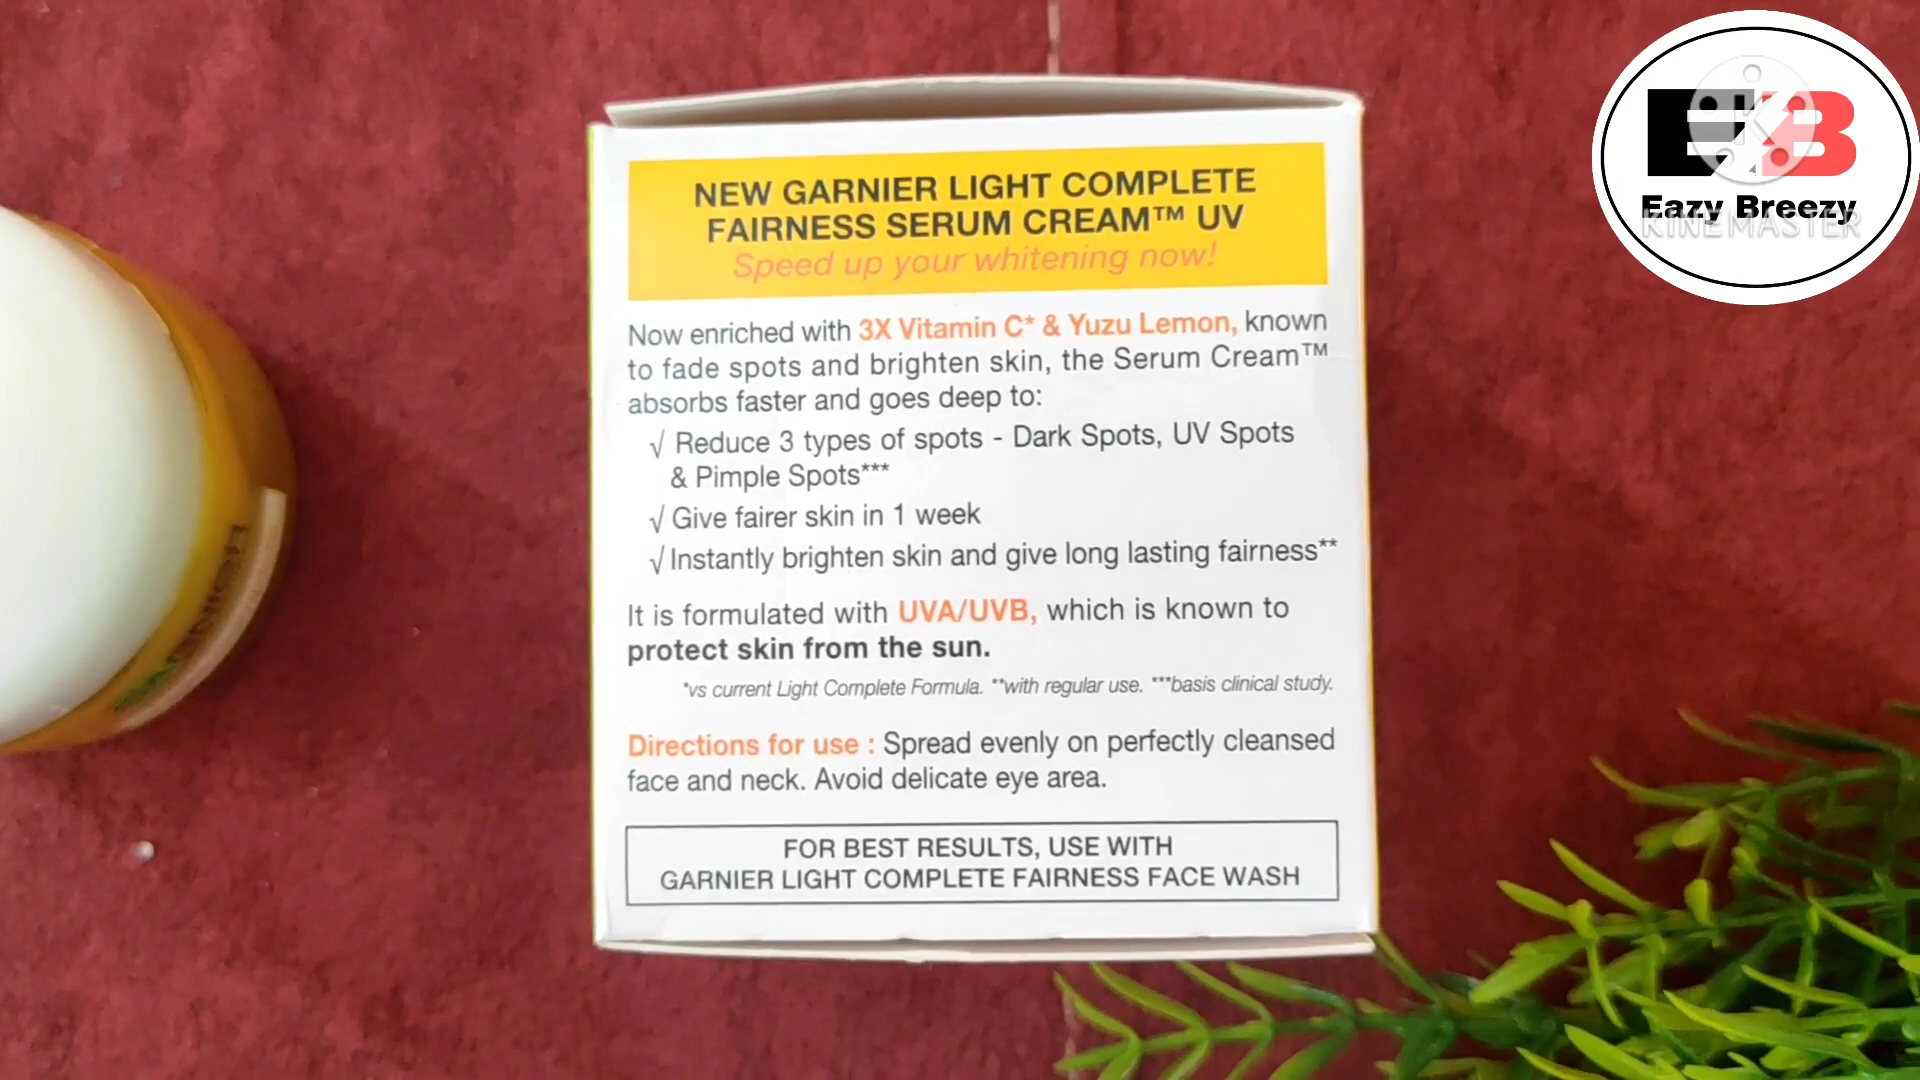 NEW GARNIER LIGHT COMPLETE
FAIRNESS SERUM CREAM™ UV
Speed up your whitening now!
Now enriched with 3X Vitamin C* & Yuzu Lemon, known
to fade spots and brighten skin, the Serum Cream™
absorbs faster and goes deep to:
√ Reduce 3 types of spots - Dark Spots, UV Spots
& Pimple Spots***
√ Give fairer skin in 1 week
√ Instantly brighten skin and give long lasting fairness**
It is formulated with UVA/UVB, which is known to
protect skin from the sun.
*vs current Light Complete Formula. **with regular use. ***basis clinical study.
Directions for use : Spread evenly on perfectly cleansed
face and neck. Avoid delicate eye area.
FOR BEST RESULTS, USE WITH
GARNIER LIGHT COMPLETE FAIRNESS FACE WASH
EB
Eazy Breezy
KINEMASTER